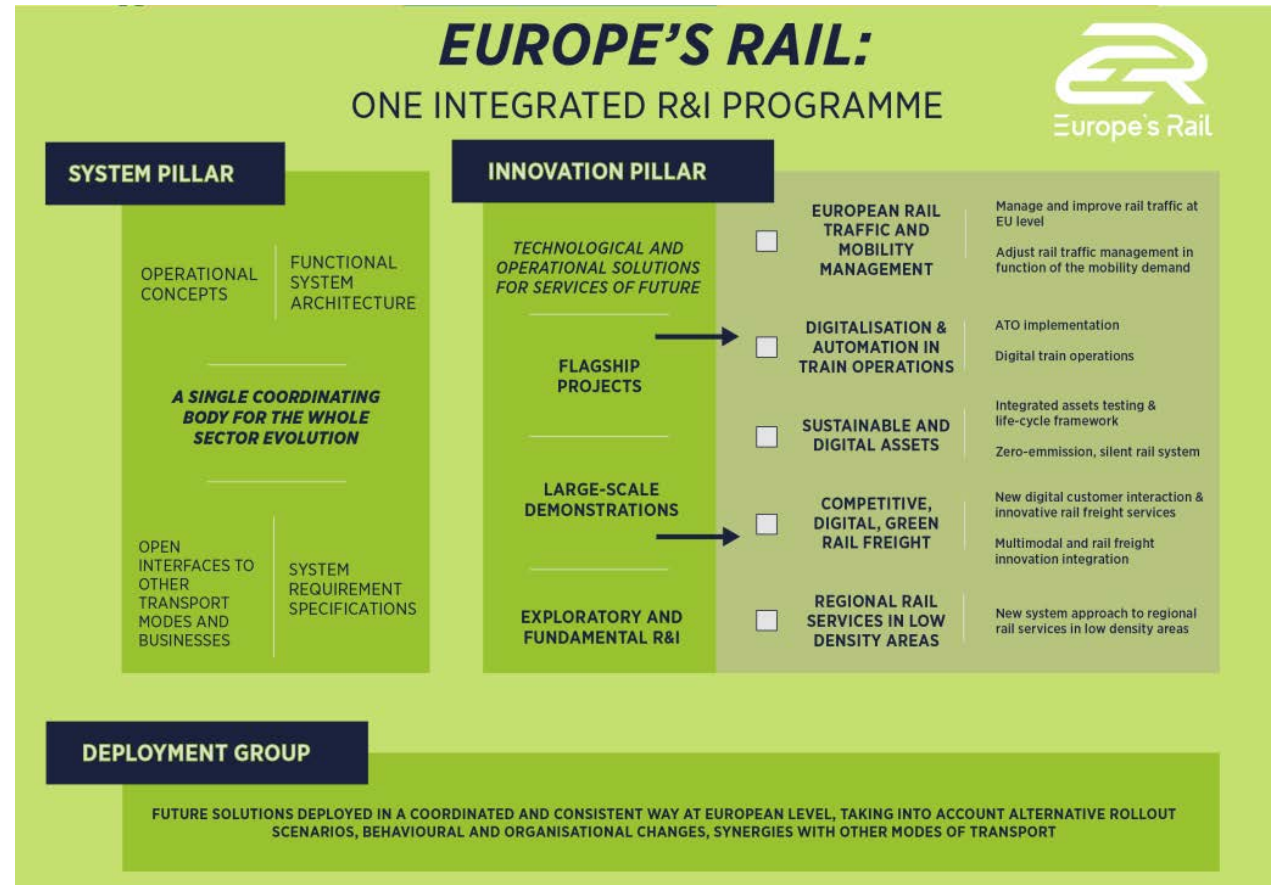 EUROPE'S RAIL:
ONE INTEGRATED R&I PROGRAMME
Europe's Rail
SYSTEM PILLAR
OPERATIONAL
CONCEPTS
FUNCTIONAL
SYSTEM
ARCHITECTURE
A SINGLE COORDINATING
BODY FOR THE WHOLE
SECTOR EVOLUTION
OPEN
INTERFACES TO
OTHER
TRANSPORT
MODES AND
BUSINESSES
SYSTEM
REQUIREMENT
SPECIFICATIONS
INNOVATION PILLAR
TECHNOLOGICAL AND
OPERATIONAL SOLUTIONS
FOR SERVICES OF FUTURE
FLAGSHIP
PROJECTS
LARGE-SCALE
DEMONSTRATIONS
EXPLORATORY AND
FUNDAMENTAL R&I
EUROPEAN RAIL
TRAFFIC AND
MOBILITY
MANAGEMENT
Manage and improve rail traffic at
EU level
Adjust rail traffic management in
function of the mobility demand
DIGITALISATION &
AUTOMATION IN
TRAIN OPERATIONS
ATO implementation
Digital train operations
SUSTAINABLE AND
DIGITAL ASSETS
Integrated assets testing &
life-cycle framework
Zero-emmission, silent rail system
COMPETITIVE,
DIGITAL, GREEN
RAIL FREIGHT
New digital customer interaction &
innovative rail freight services
Multimodal and rail freight
innovation integration
REGIONAL RAIL
SERVICES IN LOW
DENSITY AREAS
New system approach to regional
rail services in low density areas
DEPLOYMENT GROUP
FUTURE SOLUTIONS DEPLOYED IN A COORDINATED AND CONSISTENT WAY AT EUROPEAN LEVEL, TAKING INTO ACCOUNT ALTERNATIVE ROLLOUT
SCENARIOS, BEHAVIOURAL AND ORGANISATIONAL CHANGES, SYNERGIES WITH OTHER MODES OF TRANSPORT